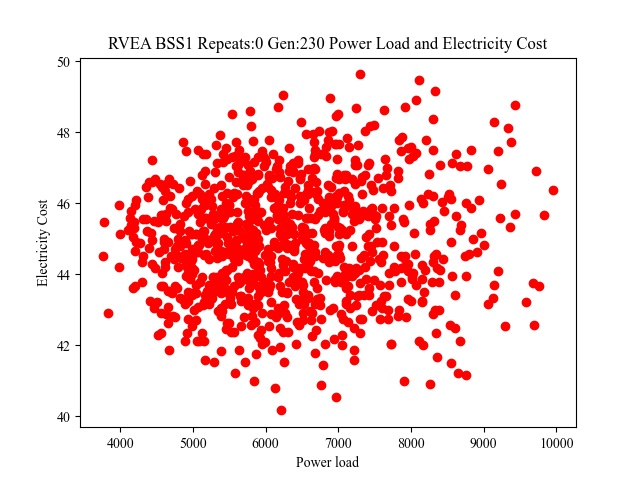 RVEA BSS1 Repeats:0 Gen:230 Power Load and Electricity Cost
50
48
46
44
42
40
Electricity Cost
4000 5000 6000 7000 8000 9000 10000
Power load